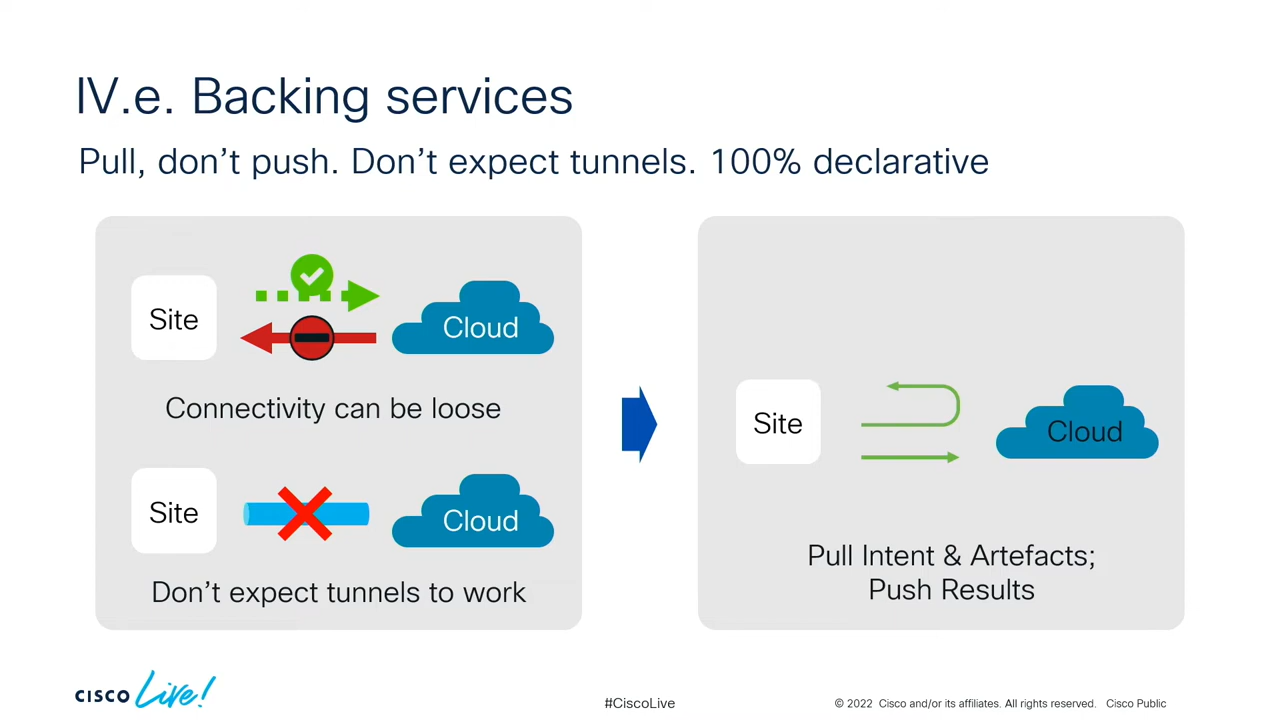 IV.e. Backing services
Pull, don’t push. Don’t expect tunnels. 100% declarative
Site
Cloud
Connectivity can be loose
Site
Cloud
Don’t expect tunnels to work
Site
Cloud
Pull Intent & Artefacts;
Push Results
CISCO Live!
#CiscoLive
© 2022 Cisco and/or its affiliates. All rights reserved. Cisco Public